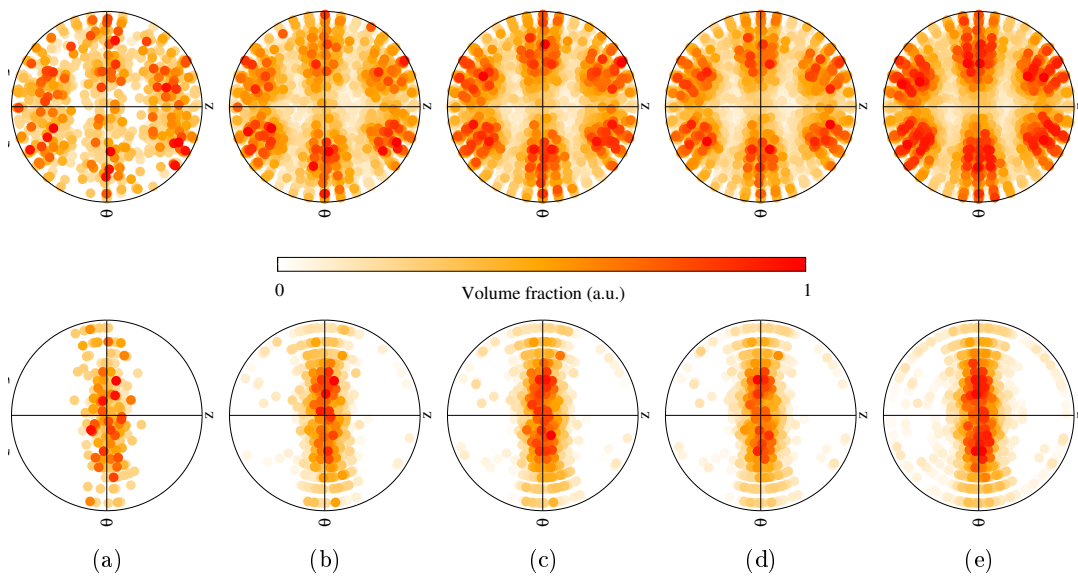 z z z z
θ θ θ θ θ
0 Volume fraction (a.u.) 1
z z z z
θ θ θ θ θ
(a) (b) (c) (d) (e)